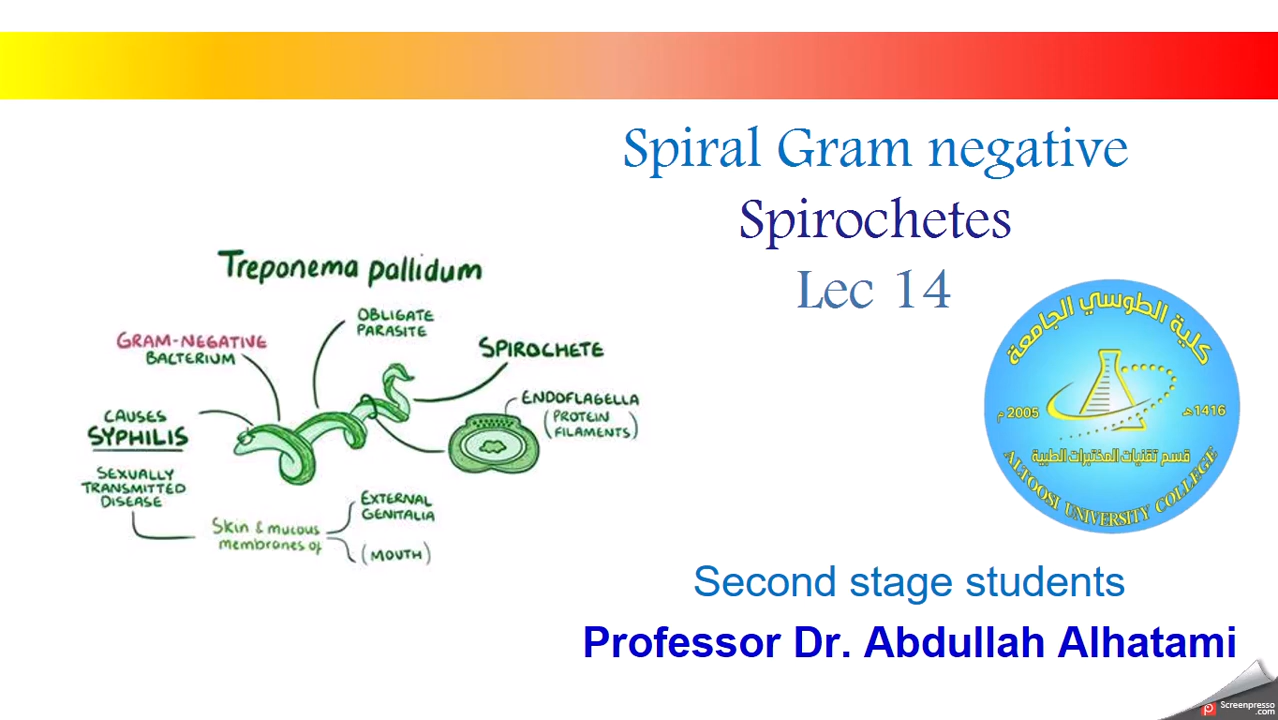 Spiral Gram negative
Spirochetes
Lec 14
Treponema pallidum
OBLIGATE
PARASITE
GRAM-NEGATIVE
BACTERIUM
SPIROCHETE
ENDOFLAGELLA
(PROTEIN
FILAMENTS)
CAUSES
SYPHILIS
SEXUALLY
TRANSMITTED
DISEASE
Skin & mucous
membranes of
EXTERNAL
GENITALIA
(MOUTH)
كلية الطوسي الجامعة
2005 م
1416هـ
قسم تقنيات المختبرات الطبية
ALTOOSI UNIVERSITY COLLEGE
Second stage students
Professor Dr. Abdullah Alhatami
Screenpresso
.com